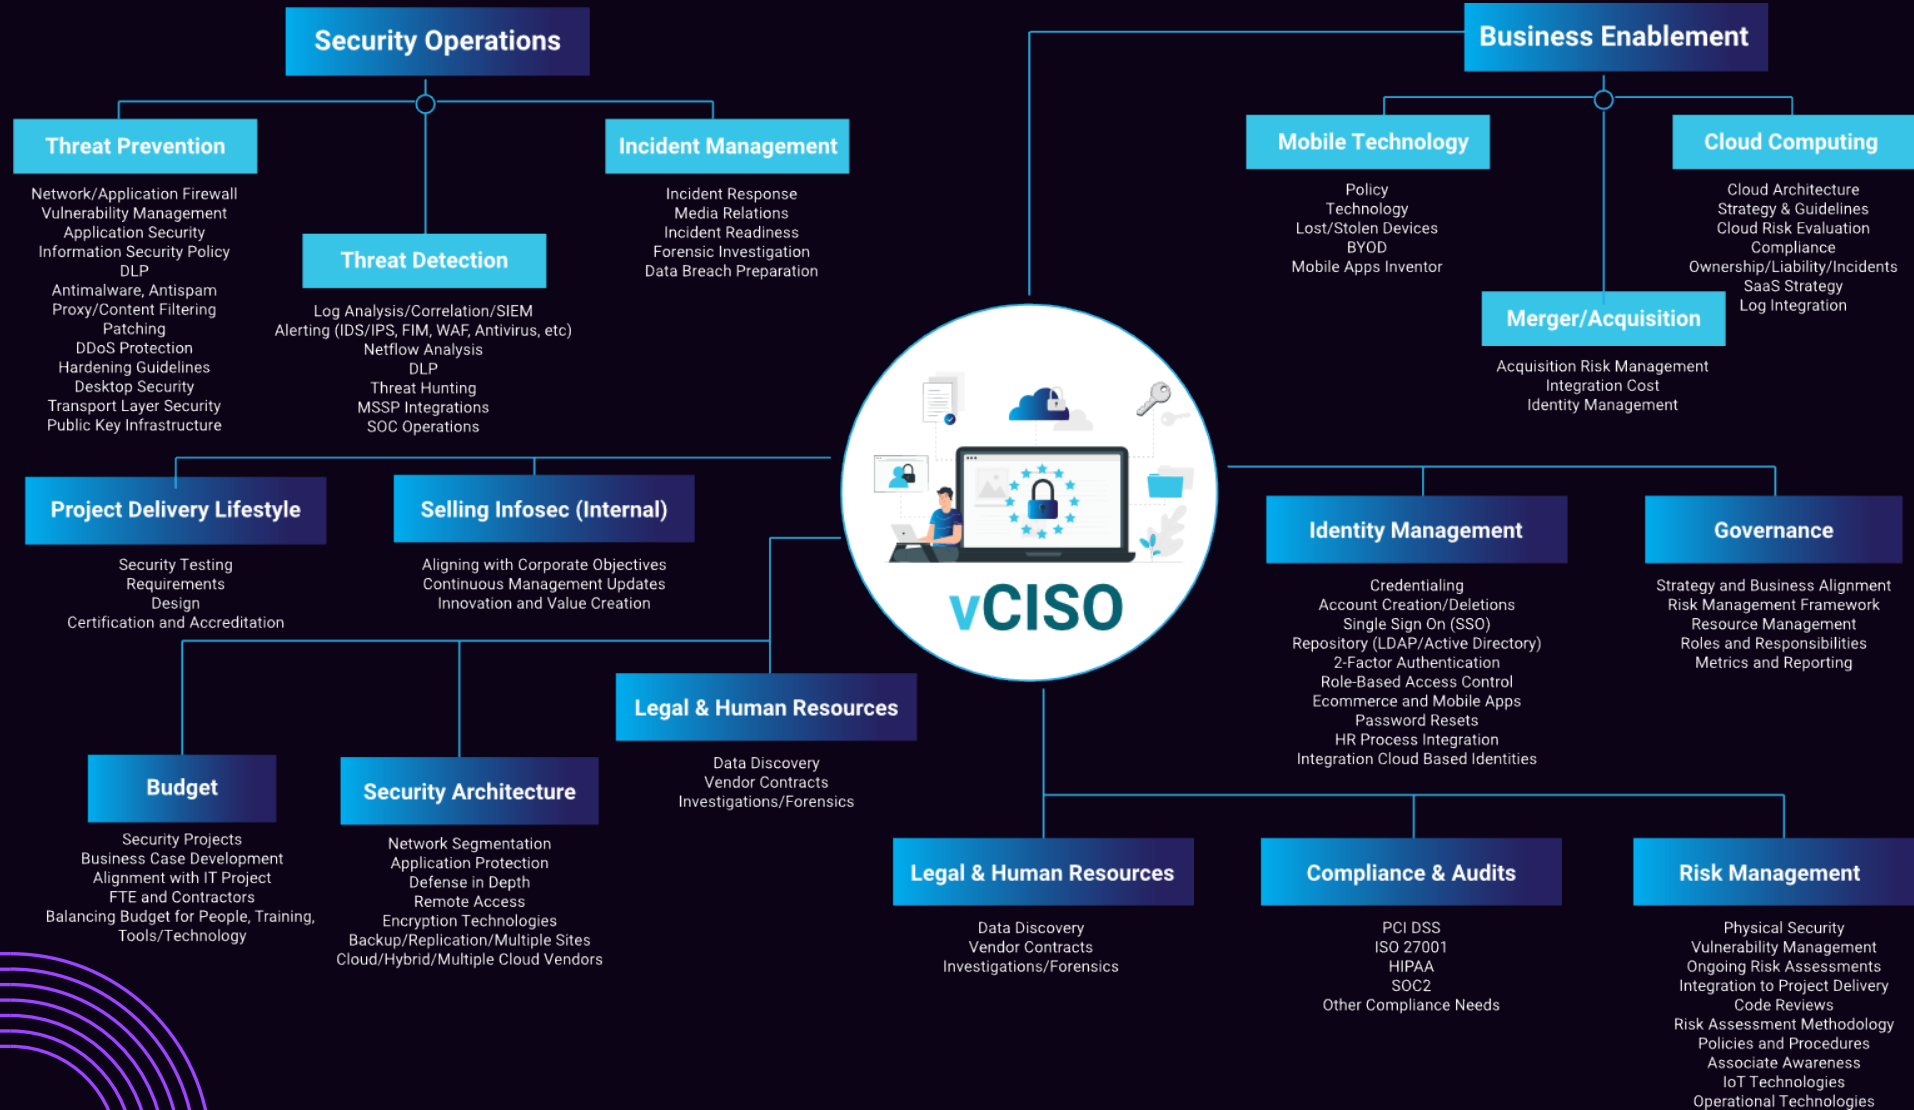 Security Operations
Threat Prevention
Network/Application Firewall
Vulnerability Management
Application Security
Information Security Policy
DLP
Antimalware, Antispam
Proxy/Content Filtering
Patching
DDoS Protection
Hardening Guidelines
Desktop Security
Transport Layer Security
Public Key Infrastructure
Threat Detection
Log Analysis/Correlation/SIEM
Alerting (IDS/IPS, FIM, WAF, Antivirus, etc)
Netflow Analysis
DLP
Threat Hunting
MSSP Integrations
SOC Operations
Incident Management
Incident Response
Media Relations
Incident Readiness
Forensic Investigation
Data Breach Preparation
Business Enablement
Mobile Technology
Policy
Technology
Lost/Stolen Devices
BYOD
Mobile Apps Inventor
Merger/Acquisition
Acquisition Risk Management
Integration Cost
Identity Management
Cloud Computing
Cloud Architecture
Strategy & Guidelines
Cloud Risk Evaluation
Compliance
Ownership/Liability/Incidents
SaaS Strategy
Log Integration
vCISO
Project Delivery Lifestyle
Security Testing
Requirements
Design
Certification and Accreditation
Selling Infosec (Internal)
Aligning with Corporate Objectives
Continuous Management Updates
Innovation and Value Creation
Identity Management
Credentialing
Account Creation/Deletions
Single Sign On (SSO)
Repository (LDAP/Active Directory)
2-Factor Authentication
Role-Based Access Control
Ecommerce and Mobile Apps
Password Resets
HR Process Integration
Integration Cloud Based Identities
Governance
Strategy and Business Alignment
Risk Management Framework
Resource Management
Roles and Responsibilities
Metrics and Reporting
Budget
Security Projects
Business Case Development
Alignment with IT Project
FTE and Contractors
Balancing Budget for People, Training,
Tools/Technology
Security Architecture
Network Segmentation
Application Protection
Defense in Depth
Remote Access
Encryption Technologies
Backup/Replication/Multiple Sites
Cloud/Hybrid/Multiple Cloud Vendors
Legal & Human Resources
Data Discovery
Vendor Contracts
Investigations/Forensics
Legal & Human Resources
Data Discovery
Vendor Contracts
Investigations/Forensics
Compliance & Audits
PCI DSS
ISO 27001
HIPAA
SOC2
Other Compliance Needs
Risk Management
Physical Security
Vulnerability Management
Ongoing Risk Assessments
Integration to Project Delivery
Code Reviews
Risk Assessment Methodology
Policies and Procedures
Associate Awareness
IoT Technologies
Operational Technologies